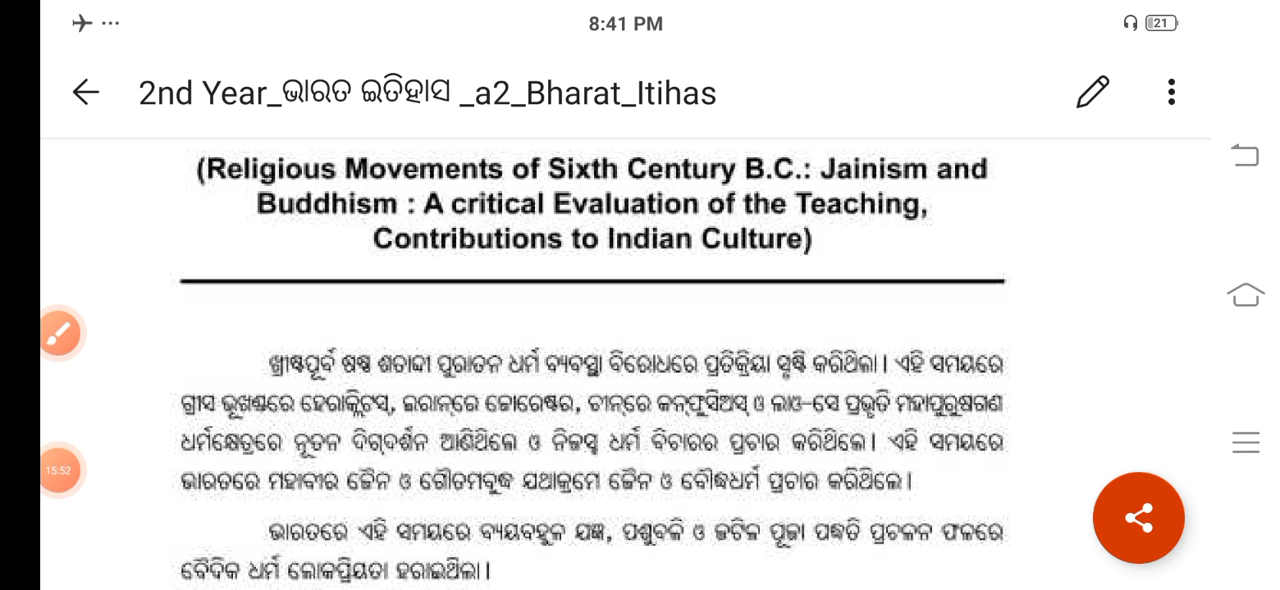 8:41 PM
21
2nd Year_ଭାରତ ଇତିହାସ _a2_Bharat_Itihas
(Religious Movements of Sixth Century B.C.: Jainism and
Buddhism : A critical Evaluation of the Teaching,
Contributions to Indian Culture)
ଖ୍ରୀଷ୍ଟପୂର୍ବ ଷଷ୍ଠ ଶତାବ୍ଦୀ ପୁରାତନ ଧର୍ମ ବ୍ୟବସ୍ଥା ବିରୋଧରେ ପ୍ରତିକ୍ରିୟା ସୃଷ୍ଟି କରିଥିଲା। ଏହି ସମୟରେ
ଗ୍ରୀସ ଭୂଖଣ୍ଡରେ ହେରାକ୍ଲିଟସ୍, ଇରାନ୍‌ରେ ଜୋରେଷ୍ଟର, ଚୀନ୍‌ରେ କନ୍‌ଫୁସିଅସ୍ ଓ ଲାଓ-ସେ ପ୍ରଭୃତି ମହାପୁରୁଷଗଣ
ଧର୍ମକ୍ଷେତ୍ରରେ ନୂତନ ଦିଗ୍‌ଦର୍ଶନ ଆଣିଥିଲେ ଓ ନିଜସ୍ୱ ଧର୍ମ ବିଚାରର ପ୍ରଚାର କରିଥିଲେ। ଏହି ସମୟରେ
ଭାରତରେ ମହାବୀର ଜୈନ ଓ ଗୌତମବୁଦ୍ଧ ଯଥାକ୍ରମେ ଜୈନ ଓ ବୌଦ୍ଧଧର୍ମ ପ୍ରଚାର କରିଥିଲେ।
15:52
ଭାରତରେ ଏହି ସମୟରେ ବ୍ୟୟବହୁଳ ଯଜ୍ଞ, ପଶୁବଳି ଓ ଜଟିଳ ପୂଜା ପଦ୍ଧତି ପ୍ରଚଳନ ଫଳରେ
ବୈଦିକ ଧର୍ମ ଲୋକପ୍ରିୟତା ହରାଇଥିଲା।